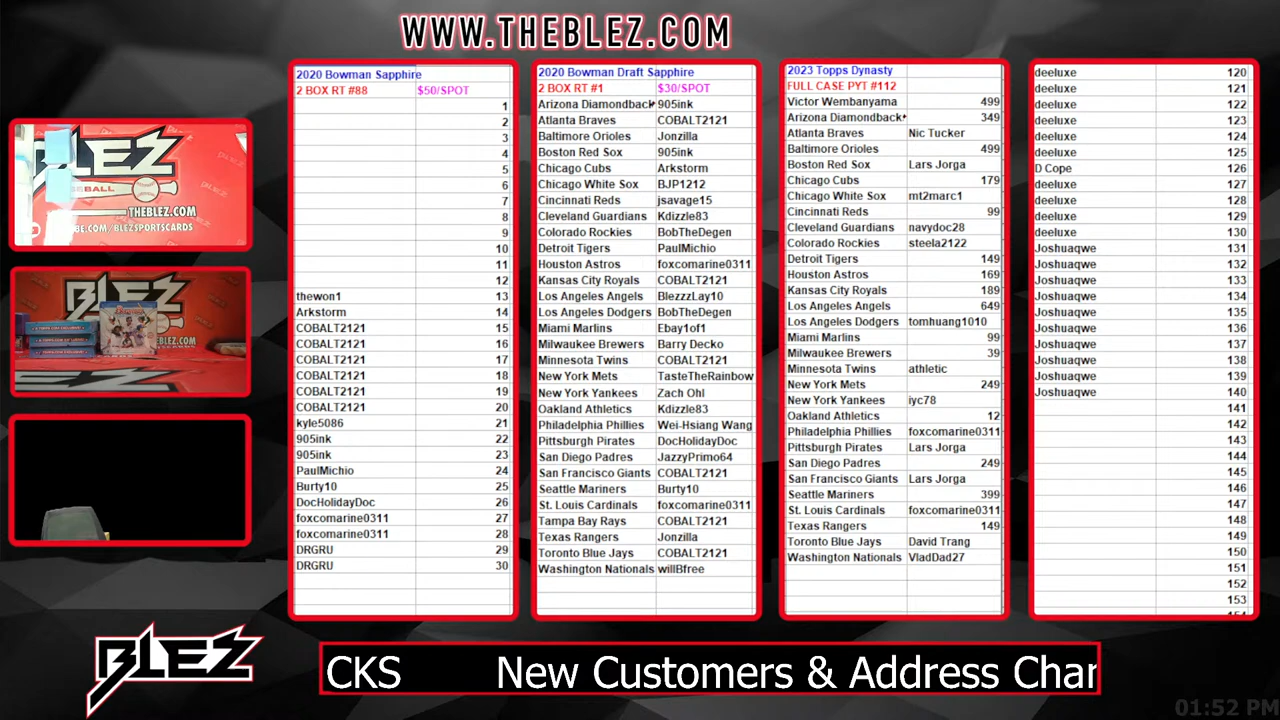 WWW.THEBLEZ.COM
2020 Bowman Sapphire
2 BOX RT #88 $50/SPOT
1
2
3
4
5
6
7
8
9
10
11
12
thewon1 13
Arkstorm 14
COBALT2121 15
COBALT2121 16
COBALT2121 17
COBALT2121 18
COBALT2121 19
COBALT2121 20
kyle5086 21
905ink 22
905ink 23
PaulMichio 24
Burty10 25
DocHolidayDoc 26
foxcomarine0311 27
foxcomarine0311 28
DRGRU 29
DRGRU 30
2020 Bowman Draft Sapphire
2 BOX RT #1 $30/SPOT
Arizona Diamondback 905ink
Atlanta Braves COBALT2121
Baltimore Orioles Jonzilla
Boston Red Sox 905ink
Chicago Cubs Arkstorm
Chicago White Sox BJP1212
Cincinnati Reds jsavage15
Cleveland Guardians Kdizzle83
Colorado Rockies BobTheDegen
Detroit Tigers PaulMichio
Houston Astros foxcomarine0311
Kansas City Royals COBALT2121
Los Angeles Angels BlezzzLay10
Los Angeles Dodgers BobTheDegen
Miami Marlins Ebay1of1
Milwaukee Brewers Barry Decko
Minnesota Twins COBALT2121
New York Mets TasteTheRainbow
New York Yankees Zach Ohl
Oakland Athletics Kdizzle83
Philadelphia Phillies Wei-Hsiang Wang
Pittsburgh Pirates DocHolidayDoc
San Diego Padres JazzyPrimo64
San Francisco Giants COBALT2121
Seattle Mariners Burty10
St. Louis Cardinals foxcomarine0311
Tampa Bay Rays COBALT2121
Texas Rangers Jonzilla
Toronto Blue Jays COBALT2121
Washington Nationals willBfree
2023 Topps Dynasty
FULL CASE PYT #112
Victor Wembanyama 499
Arizona Diamondback 349
Atlanta Braves Nic Tucker
Baltimore Orioles 499
Boston Red Sox Lars Jorga
Chicago Cubs 179
Chicago White Sox mt2marc1
Cincinnati Reds 99
Cleveland Guardians navydoc28
Colorado Rockies steela2122
Detroit Tigers 149
Houston Astros 169
Kansas City Royals 189
Los Angeles Angels 649
Los Angeles Dodgers tomhuang1010
Miami Marlins 99
Milwaukee Brewers 39
Minnesota Twins athletic
New York Mets 249
New York Yankees iyc78
Oakland Athletics 12
Philadelphia Phillies foxcomarine0311
Pittsburgh Pirates Lars Jorga
San Diego Padres 249
San Francisco Giants Lars Jorga
Seattle Mariners 399
St. Louis Cardinals foxcomarine0311
Texas Rangers 149
Toronto Blue Jays David Trang
Washington Nationals VladDad27
deeluxe 120
deeluxe 121
deeluxe 122
deeluxe 123
deeluxe 124
deeluxe 125
D Cope 126
deeluxe 127
deeluxe 128
deeluxe 129
deeluxe 130
Joshuaqwe 131
Joshuaqwe 132
Joshuaqwe 133
Joshuaqwe 134
Joshuaqwe 135
Joshuaqwe 136
Joshuaqwe 137
Joshuaqwe 138
Joshuaqwe 139
Joshuaqwe 140
141
142
143
144
145
146
147
148
149
150
151
152
153
BLEZ
THEBLEZ.COM
BE.COM/BLEZSPORTSCARDS
BLEZ
BLEZ
CKS New Customers & Address Char
01:52 PM